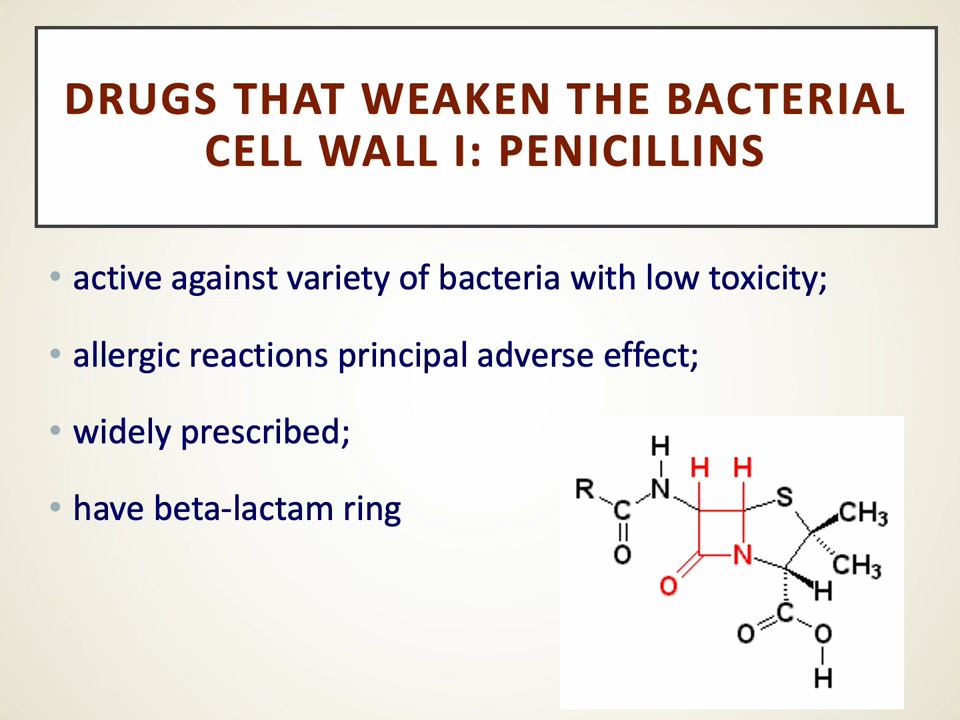 DRUGS THAT WEAKEN THE BACTERIAL
CELL WALL I: PENICILLINS
• active against variety of bacteria with low toxicity;
• allergic reactions principal adverse effect;
• widely prescribed;
• have beta-lactam ring
H
H H
R N S
C CH3
O N CH3
O H
C
O O
H